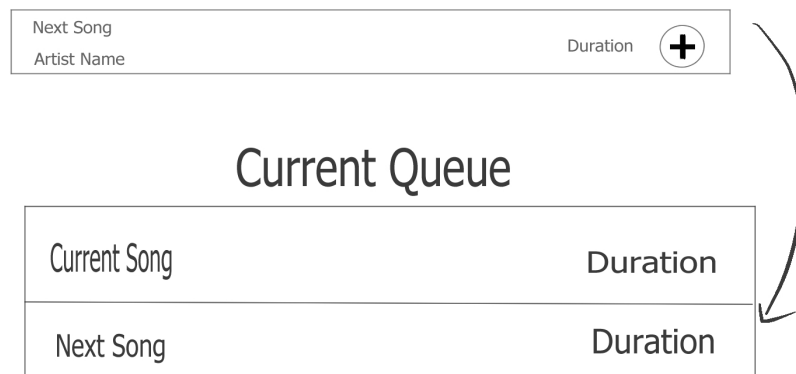 Next Song
Artist Name
Duration
Current Queue
Current Song Duration
Next Song Duration